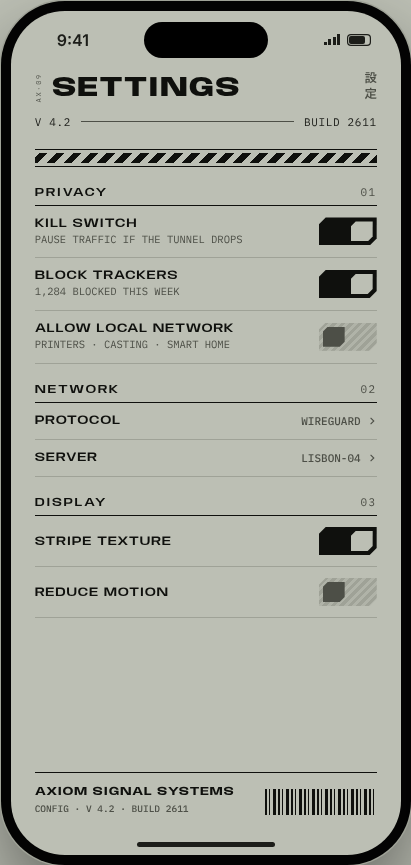 9:41
AX-09
SETTINGS
設定
V 4.2
BUILD 2611
PRIVACY
01
KILL SWITCH
PAUSE TRAFFIC IF THE TUNNEL DROPS
BLOCK TRACKERS
1,284 BLOCKED THIS WEEK
ALLOW LOCAL NETWORK
PRINTERS · CASTING · SMART HOME
NETWORK
02
PROTOCOL
WIREGUARD >
SERVER
LISBON-04 >
DISPLAY
03
STRIPE TEXTURE
REDUCE MOTION
AXIOM SIGNAL SYSTEMS
CONFIG · V 4.2 · BUILD 2611